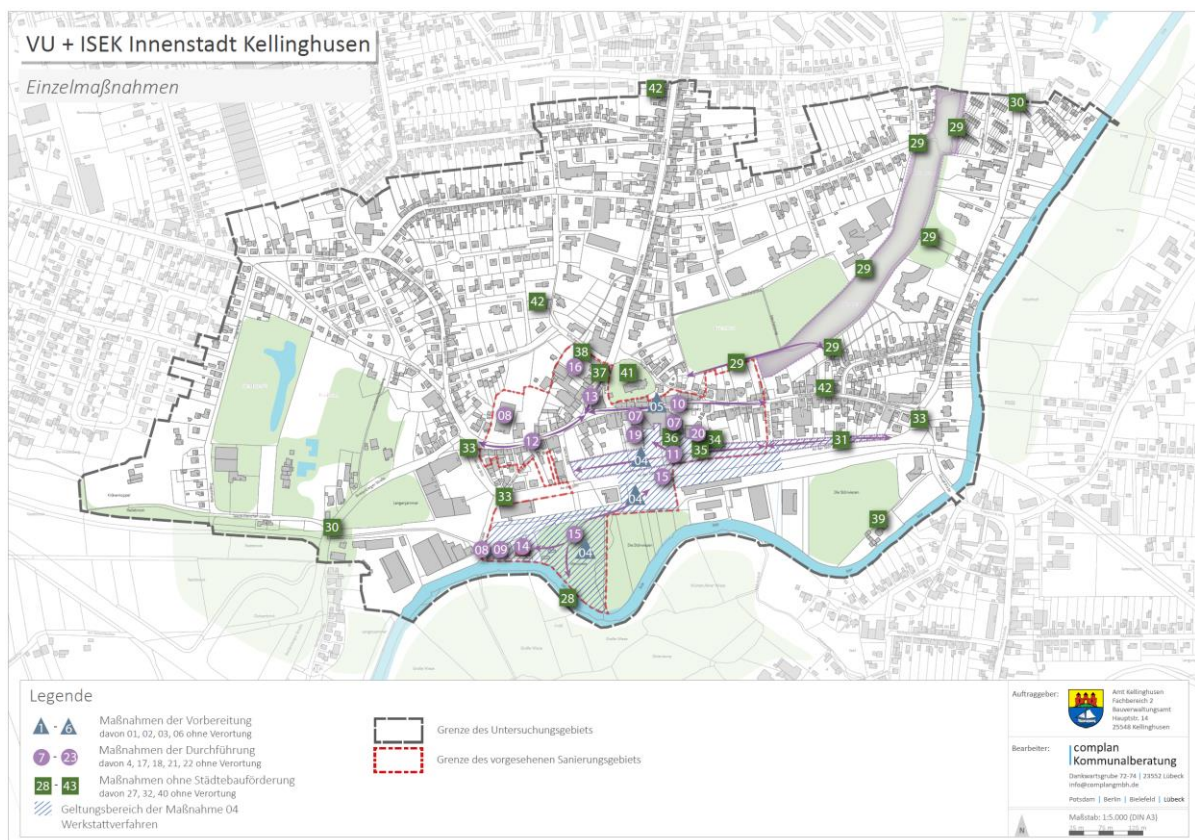 VU + ISEK Innenstadt Kellinghusen
Einzelmaßnahmen
42
30
29
29
29
29
42
38
16
37
41
29
29
13
05
10
42
08
07
07
33
12
19
36
20
34
31
33
35
04
11
15
33
04
39
30
15
08
09
14
04
28
Legende
1 - 6
Maßnahmen der Vorbereitung
davon 01, 02, 03, 06 ohne Verortung
7 - 23
Maßnahmen der Durchführung
davon 4, 17, 18, 21, 22 ohne Verortung
28 - 43
Maßnahmen ohne Städtebauförderung
davon 27, 32, 40 ohne Verortung
Geltungsbereich der Maßnahme 04
Werkstattverfahren
Grenze des Untersuchungsgebiets
Grenze des vorgesehenen Sanierungsgebiets
Auftraggeber:
Amt Kellinghusen
Fachbereich 2
Bauverwaltungsamt
Hauptstr. 14
25548 Kellinghusen
Bearbeiter:
complan
Kommunalberatung
Dankwartsgrube 72-74 | 23552 Lübeck
info@complangmbh.de
Potsdam | Berlin | Bielefeld | Lübeck
N
Maßstab: 1:5.000 (DIN A3)
25 m 75 m 125 m